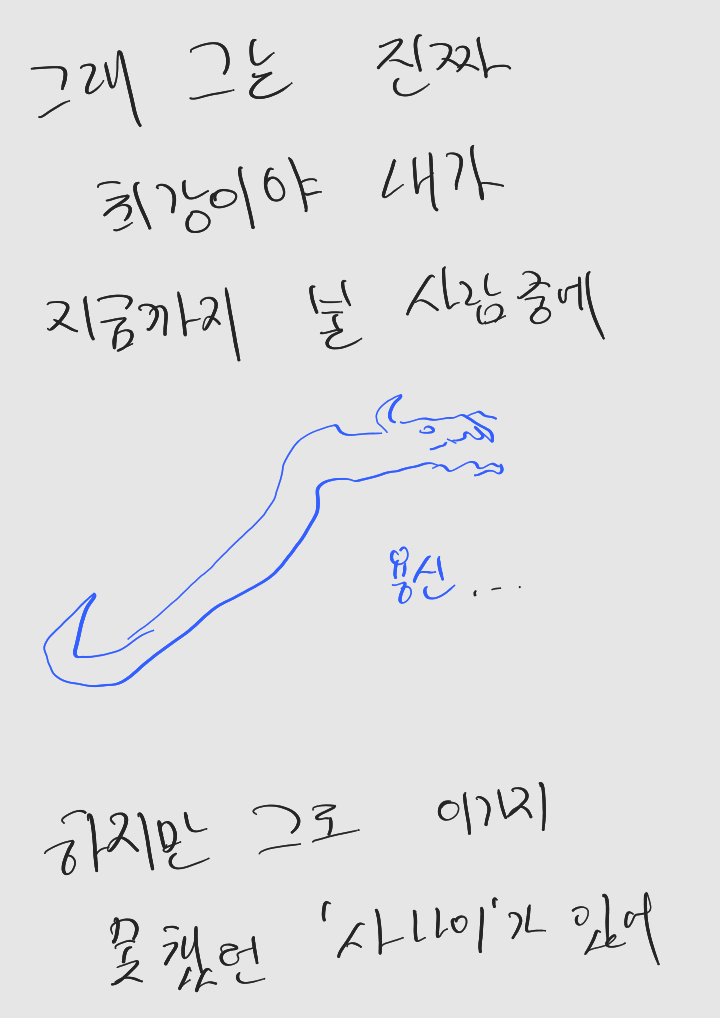 그래 그는 진짜
최강이야 내가
지금까지 본 사람중에
용신...
하지만 그도 이기지
못했던 '사나이'가 있어